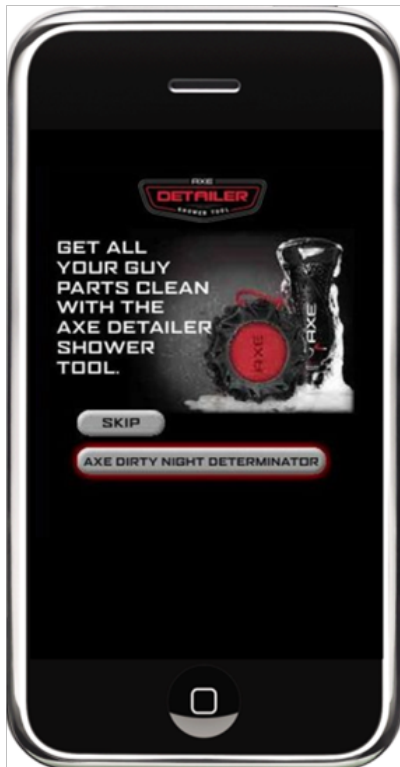 AXE
DETAILER
SHOWER TOOL
GET ALL
YOUR GUY
PARTS CLEAN
WITH THE
AXE DETAILER
SHOWER
TOOL.
AXE
AXE
SKIP
AXE DIRTY NIGHT DETERMINATOR